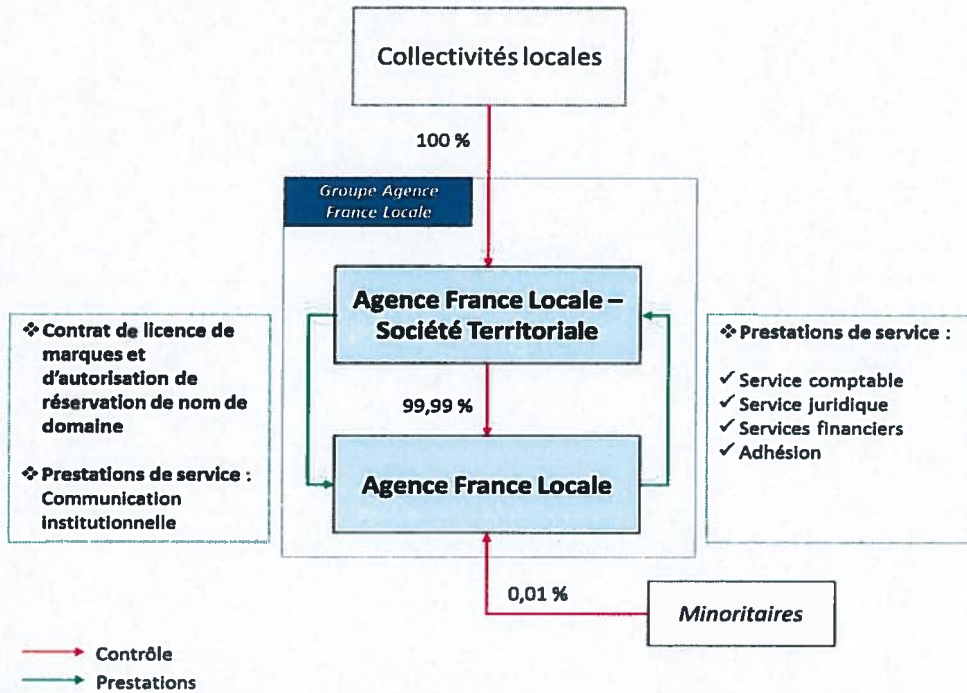 Collectivités locales
100 %
Groupe Agence
France Locale
Agence France Locale –
Société Territoriale
❖ Contrat de licence de
marques et
d'autorisation de
réservation de nom de
domaine
❖ Prestations de service :
Communication
institutionnelle
99,99 %
❖ Prestations de service :
✓ Service comptable
✓ Service juridique
✓ Services financiers
✓ Adhésion
Agence France Locale
0,01 %
Minoritaires
Contrôle
Prestations